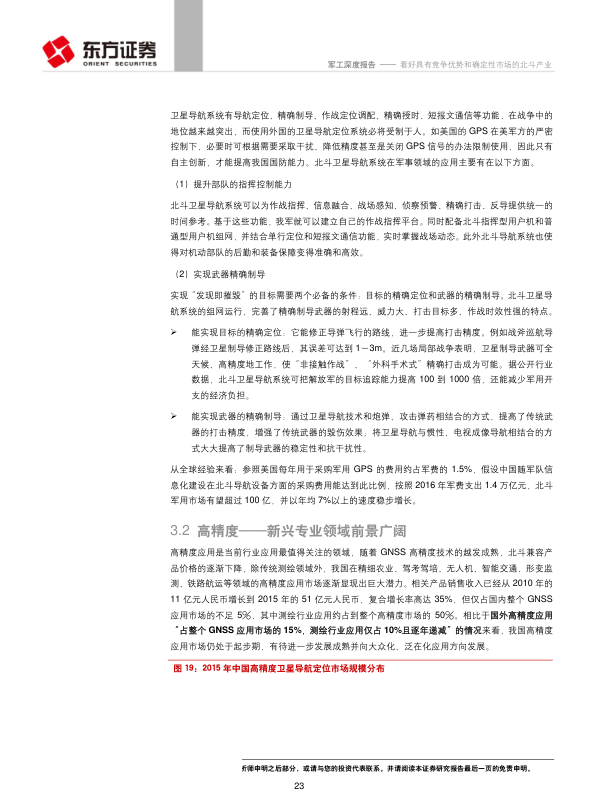 东方证券
ORIENT SECURITIES
军工深度报告 —— 看好具有竞争优势和确定性市场的北斗产业
卫星导航系统有导航定位、精确制导、作战定位调配、精确授时、短报文通信等功能，在战争中的
地位越来越突出，而使用外国的卫星导航定位系统必将受制于人。如美国的 GPS 在美军方的严密
控制下，必要时可根据需要采取干扰，降低精度甚至是关闭 GPS 信号的办法限制使用，因此只有
自主创新，才能提高我国国防能力。北斗卫星导航系统在军事领域的应用主要有在以下方面。
（1）提升部队的指挥控制能力
北斗卫星导航系统可以为作战指挥、信息融合、战场感知、侦察预警、精确打击、反导提供统一的
时间参考。基于这些功能，我军就可以建立自己的作战指挥平台。同时配备北斗指挥型用户机和普
通型用户机组网，并结合单行定位和短报文通信功能，实时掌握战场动态。此外北斗导航系统也使
得对机动部队的后勤和装备保障变得准确和高效。
（2）实现武器精确制导
实现“发现即摧毁”的目标需要两个必备的条件：目标的精确定位和武器的精确制导。北斗卫星导
航系统的组网运行，完善了精确制导武器的射程远、威力大、打击目标多、作战时效性强的特点。
➢ 能实现目标的精确定位：它能修正导弹飞行的路线，进一步提高打击精度。例如战斧巡航导
弹经卫星制导修正路线后，其误差可达到 1－3m。近几场局部战争表明，卫星制导武器可全
天候、高精度地工作，使“非接触作战”、“外科手术式”精确打击成为可能。据公开行业
数据，北斗卫星导航系统可把解放军的目标追踪能力提高 100 到 1000 倍，还能减少军用开
支的经济负担。
➢ 能实现武器的精确制导：通过卫星导航技术和炮弹、攻击弹药相结合的方式，提高了传统武
器的打击精度，增强了传统武器的毁伤效果；将卫星导航与惯性、电视成像导航相结合的方
式大大提高了制导武器的稳定性和抗干扰性。
从全球经验来看：参照美国每年用于采购军用 GPS 的费用约占军费的 1.5%，假设中国随军队信
息化建设在北斗导航设备方面的采购费用能达到此比例，按照 2016 年军费支出 1.4 万亿元，北斗
军用市场有望超过 100 亿，并以年均 7%以上的速度稳步增长。
3.2 高精度——新兴专业领域前景广阔
高精度应用是当前行业应用最值得关注的领域，随着 GNSS 高精度技术的越发成熟，北斗兼容产
品价格的逐渐下降，除传统测绘领域外，我国在精细农业、驾考驾培、无人机、智能交通、形变监
测、铁路航运等领域的高精度应用市场逐渐显现出巨大潜力。相关产品销售收入已经从 2010 年的
11 亿元人民币增长到 2015 年的 51 亿元人民币，复合增长率高达 35%，但仅占国内整个 GNSS
应用市场的不足 5%，其中测绘行业应用约占到整个高精度市场的 50%。相比于国外高精度应用
“占整个 GNSS 应用市场的 15%，测绘行业应用仅占 10%且逐年递减”的情况来看，我国高精度
应用市场仍处于起步期，有待进一步发展成熟并向大众化、泛在化应用方向发展。
图 19：2015 年中国高精度卫星导航定位市场规模分布
析师申明之后部分，或请与您的投资代表联系。并请阅读本证券研究报告最后一页的免责申明。
23